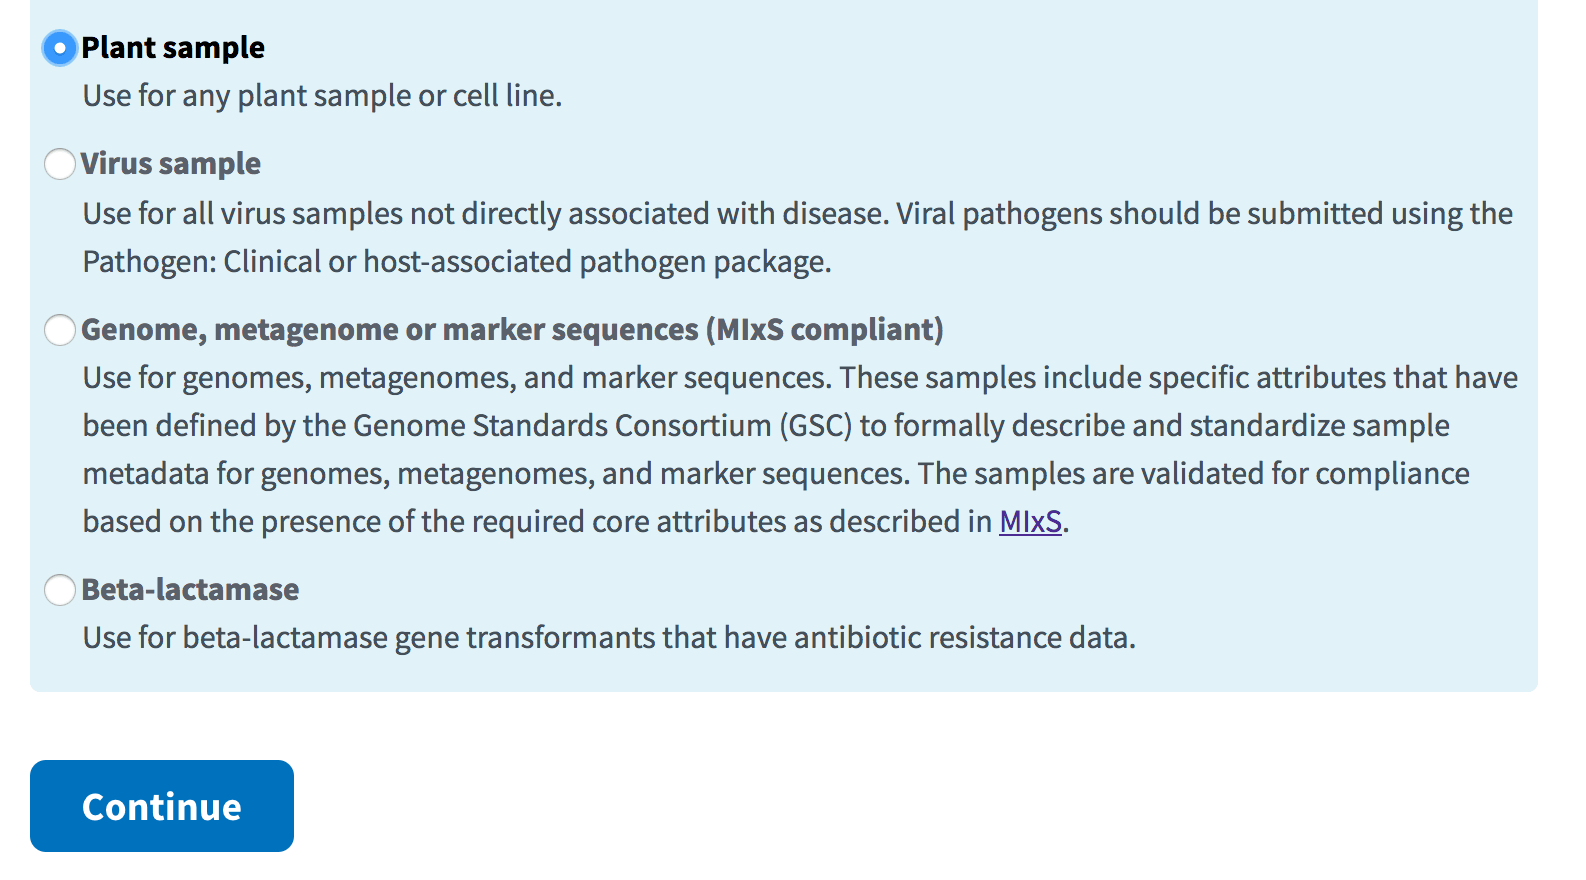 Plant sample
Use for any plant sample or cell line.
Virus sample
Use for all virus samples not directly associated with disease. Viral pathogens should be submitted using the
Pathogen: Clinical or host-associated pathogen package.
Genome, metagenome or marker sequences (MIxS compliant)
Use for genomes, metagenomes, and marker sequences. These samples include specific attributes that have
been defined by the Genome Standards Consortium (GSC) to formally describe and standardize sample
metadata for genomes, metagenomes, and marker sequences. The samples are validated for compliance
based on the presence of the required core attributes as described in MIxS.
Beta-lactamase
Use for beta-lactamase gene transformants that have antibiotic resistance data.
Continue